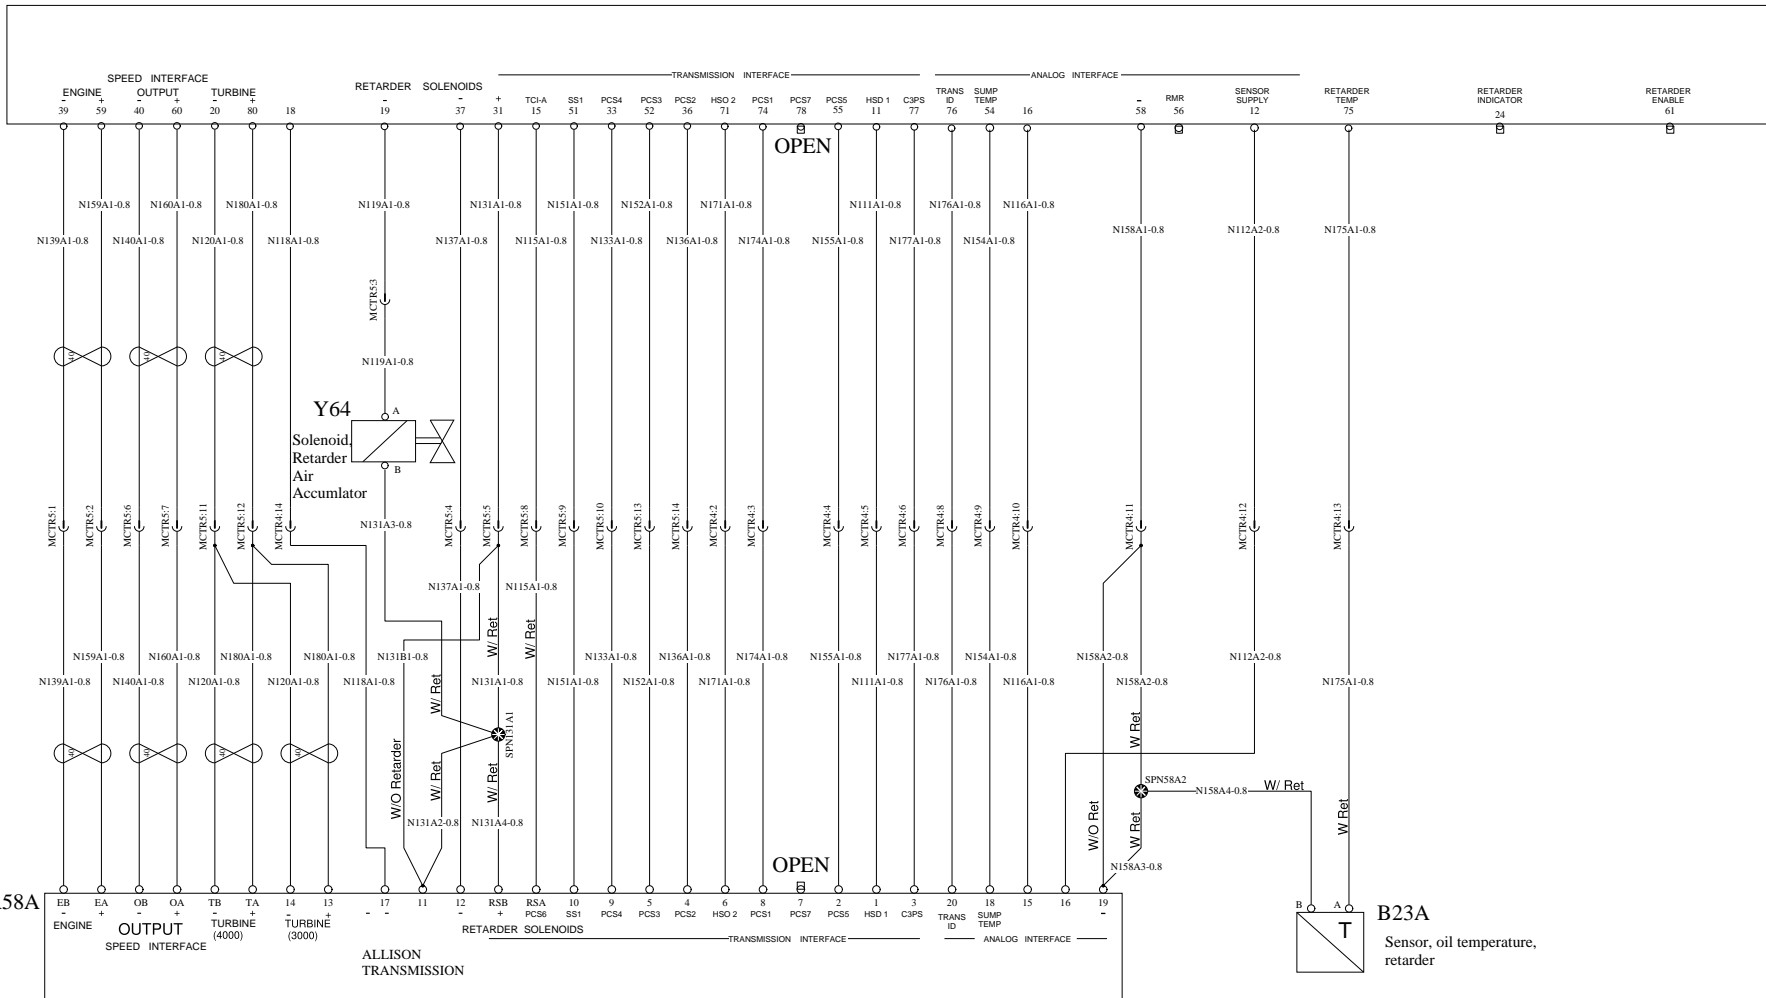 SPEED INTERFACE
ENGINE OUTPUT TURBINE
RETARDER SOLENOIDS
TRANSMISSION INTERFACE
ANALOG INTERFACE
- + - + - + - - + TCI-A SS1 PCS4 PCS3 PCS2 HSO 2 PCS1 PCS7 PCS5 HSD 1 C3PS TRANS ID SUMP TEMP - RMR SENSOR SUPPLY RETARDER TEMP RETARDER INDICATOR RETARDER ENABLE
39 59 40 60 20 80 18 19 37 31 15 51 33 52 36 71 74 78 55 11 77 76 54 16 58 56 12 75 24 61
OPEN
N159A1-0.8 N160A1-0.8 N180A1-0.8 N119A1-0.8 N131A1-0.8 N151A1-0.8 N152A1-0.8 N171A1-0.8 N111A1-0.8 N176A1-0.8 N116A1-0.8
N158A1-0.8 N112A2-0.8 N175A1-0.8
N139A1-0.8 N140A1-0.8 N120A1-0.8 N118A1-0.8 N137A1-0.8 N115A1-0.8 N133A1-0.8 N136A1-0.8 N174A1-0.8 N155A1-0.8 N177A1-0.8 N154A1-0.8
MCTR5:3
40 40 40
N119A1-0.8
Y64
A
Solenoid,
Retarder
Air
Accumlator
B
MCTR5:1 MCTR5:2 MCTR5:6 MCTR5:7 MCTR5:11 MCTR5:12 MCTR4:14 N131A3-0.8 MCTR5:4 MCTR5:5 MCTR5:8 MCTR5:9 MCTR5:10 MCTR5:13 MCTR5:14 MCTR4:2 MCTR4:3 MCTR4:4 MCTR4:5 MCTR4:6 MCTR4:8 MCTR4:9 MCTR4:10 MCTR4:11 MCTR4:12 MCTR4:13
N137A1-0.8 N115A1-0.8
W/ Ret W/ Ret
N159A1-0.8 N160A1-0.8 N180A1-0.8 N180A1-0.8 N131B1-0.8 N133A1-0.8 N136A1-0.8 N174A1-0.8 N155A1-0.8 N177A1-0.8 N154A1-0.8 N158A2-0.8 N112A2-0.8
N139A1-0.8 N140A1-0.8 N120A1-0.8 N120A1-0.8 N118A1-0.8 N131A1-0.8 N151A1-0.8 N152A1-0.8 N171A1-0.8 N111A1-0.8 N176A1-0.8 N116A1-0.8 N158A2-0.8 N175A1-0.8
W/ Ret
SPN131A1
W Ret
40 40 40 40
W/O Retarder W/ Ret W/ Ret
SPN58A2
N158A4-0.8 W/ Ret
N131A2-0.8 N131A4-0.8
W/O Ret W Ret W Ret
OPEN
N158A3-0.8
58A
EB EA OB OA TB TA 14 13 17 11 12 RSB RSA 10 9 5 4 6 8 7 2 1 3 20 18 15 16 19
- + - + - + - + - - - + PCS6 SS1 PCS4 PCS3 PCS2 HSO 2 PCS1 PCS7 PCS5 HSD 1 C3PS TRANS ID SUMP TEMP -
ENGINE OUTPUT TURBINE (4000) TURBINE (3000)
SPEED INTERFACE
RETARDER SOLENOIDS
TRANSMISSION INTERFACE
ANALOG INTERFACE
ALLISON
TRANSMISSION
B A
B23A
T
Sensor, oil temperature,
retarder